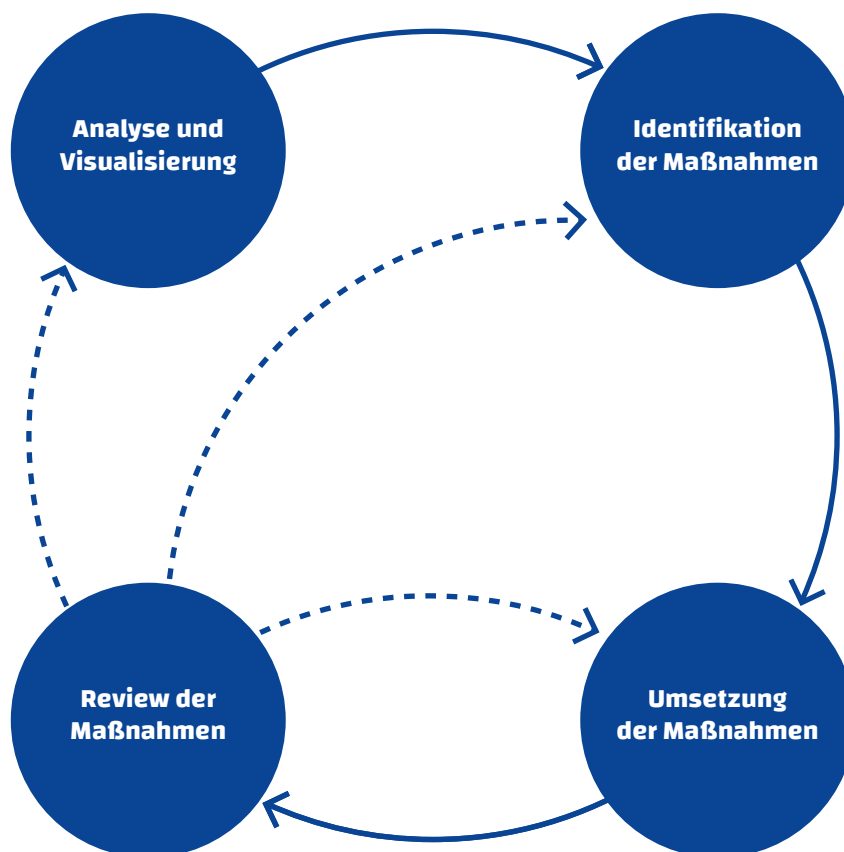 Analyse und
Visualisierung
Identifikation
der Maßnahmen
Review der
Maßnahmen
Umsetzung
der Maßnahmen